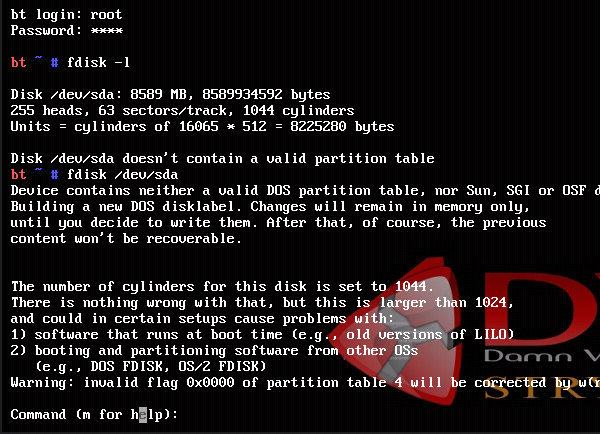 bt login: root
Password: ****
bt ~ # fdisk -l
Disk /dev/sda: 8589 MB, 8589934592 bytes
255 heads, 63 sectors/track, 1044 cylinders
Units = cylinders of 16065 * 512 = 8225280 bytes
Disk /dev/sda doesn't contain a valid partition table
bt ~ # fdisk /dev/sda
Device contains neither a valid DOS partition table, nor Sun, SGI or OSF d
Building a new DOS disklabel. Changes will remain in memory only,
until you decide to write them. After that, of course, the previous
content won't be recoverable.
The number of cylinders for this disk is set to 1044.
There is nothing wrong with that, but this is larger than 1024,
and could in certain setups cause problems with:
1) software that runs at boot time (e.g., old versions of LILO)
2) booting and partitioning software from other OSs
(e.g., DOS FDISK, OS/2 FDISK)
Warning: invalid flag 0x0000 of partition table 4 will be corrected by w(r
Command (m for help):
Damn V
STR